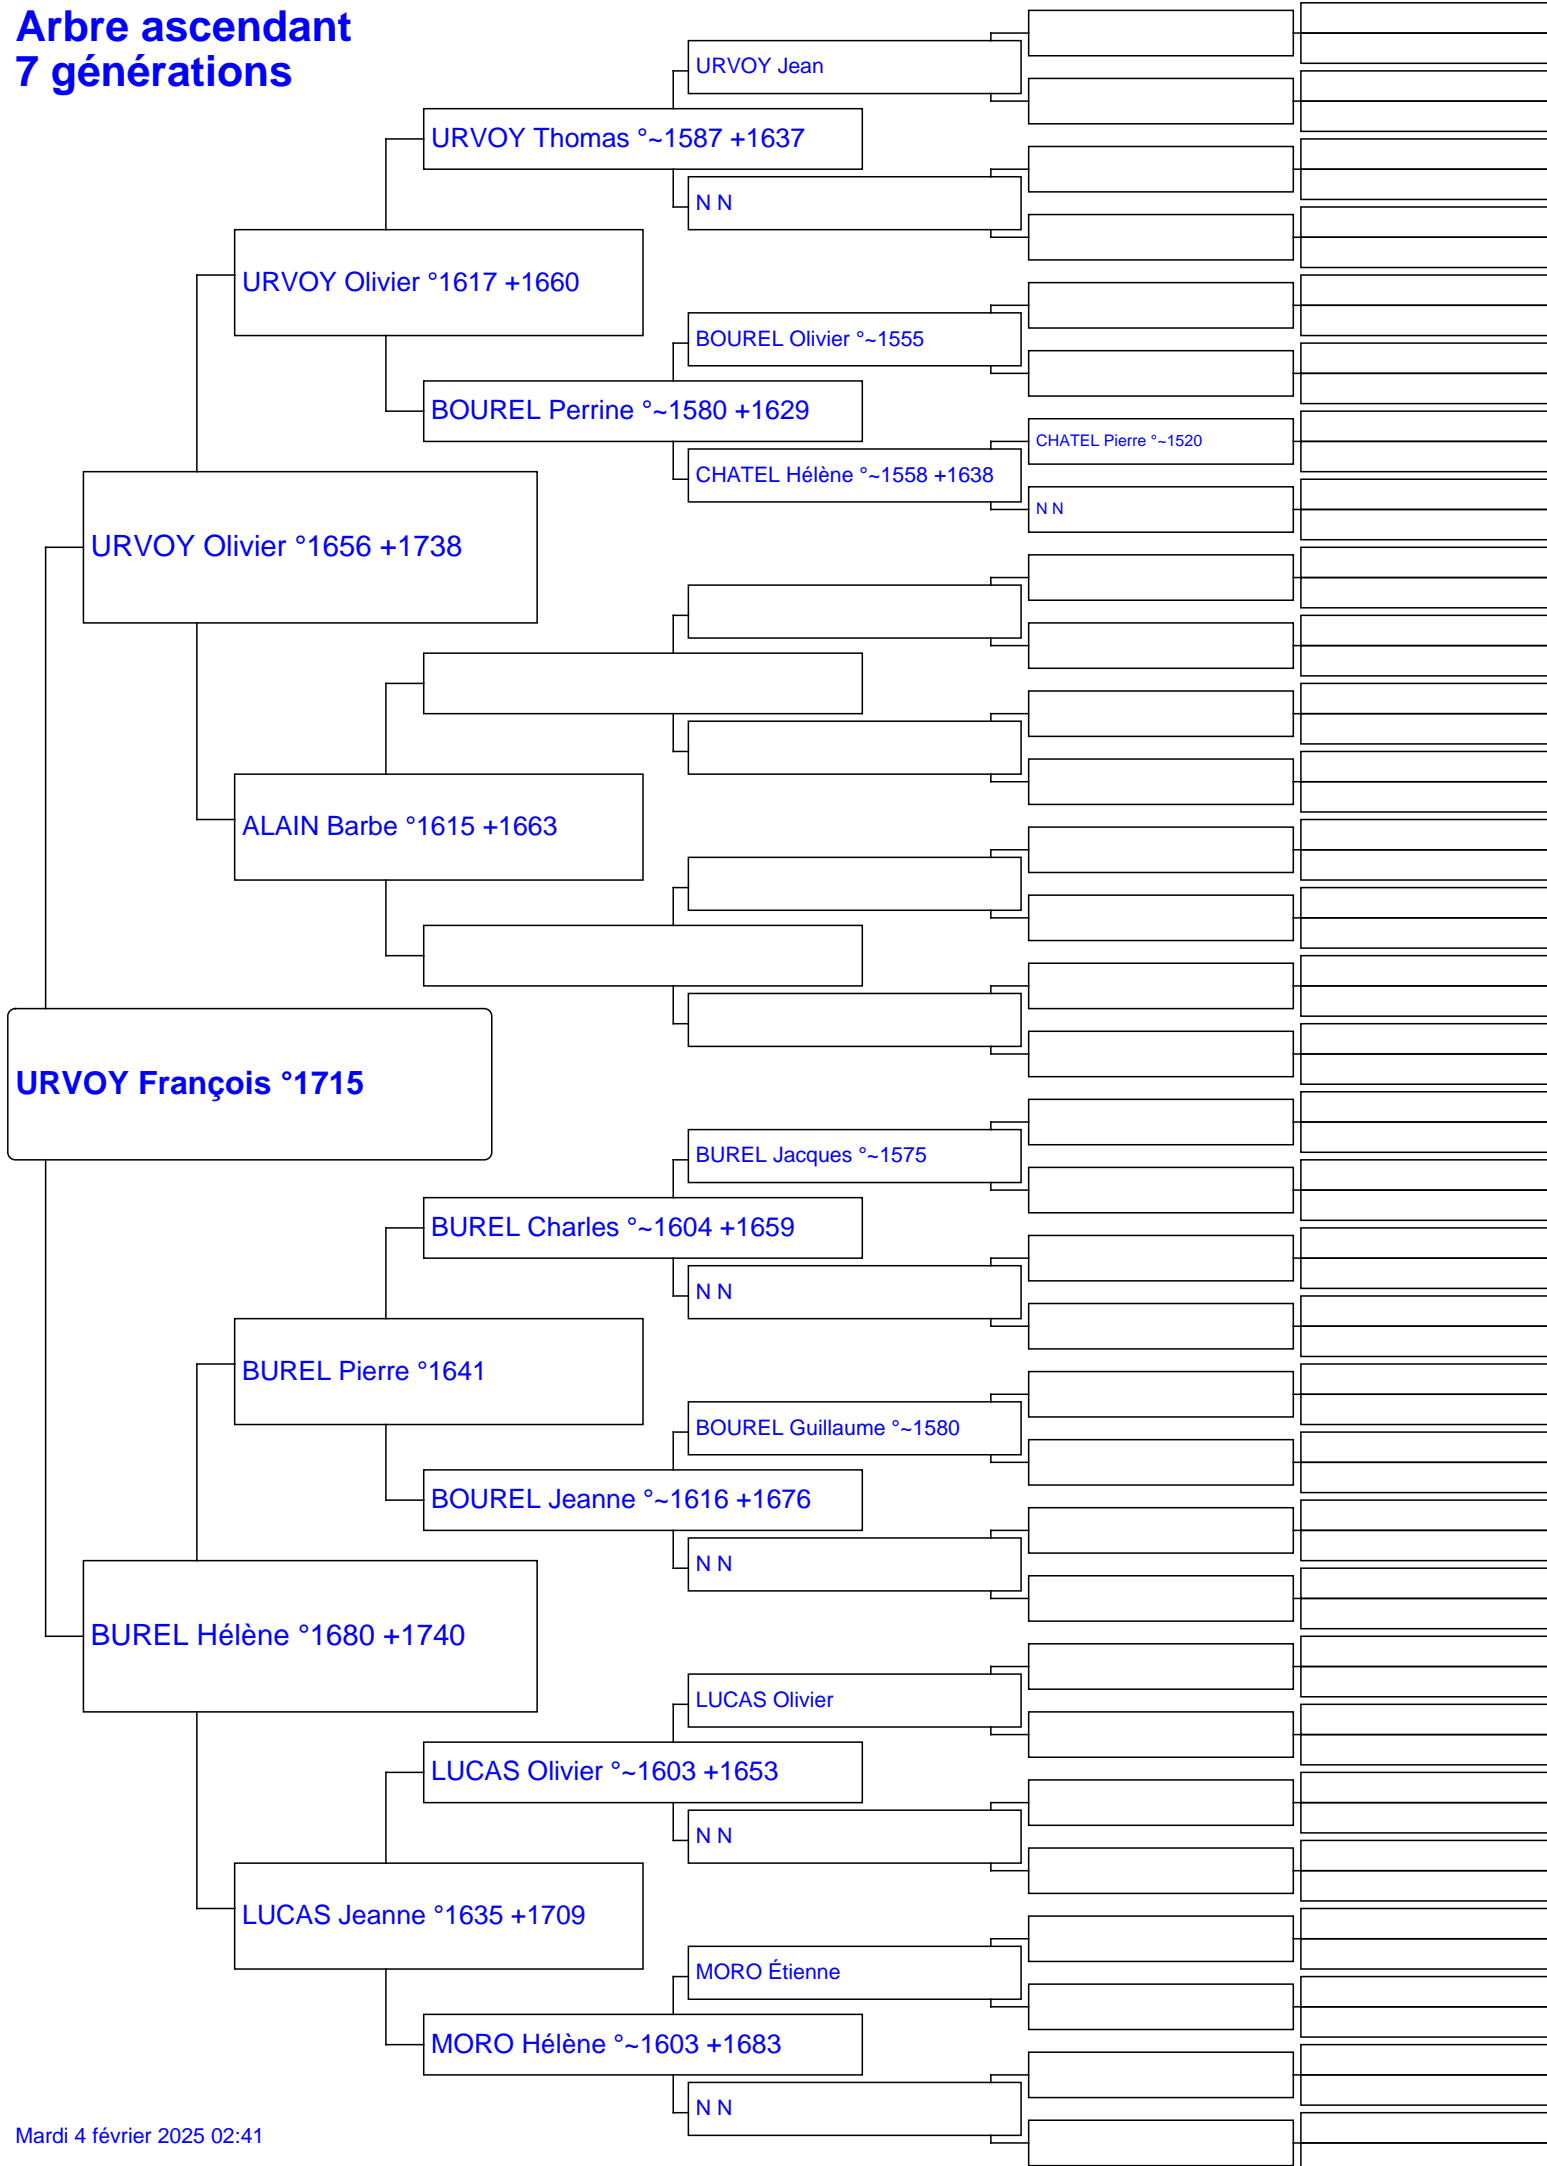 Arbre ascendant
7 générations
URVOY Jean
URVOY Thomas °~1587 +1637
N N
URVOY Olivier °1617 +1660
BOUREL Olivier °~1555
BOUREL Perrine °~1580 +1629
CHATEL Pierre °~1520
CHATEL Hélène °~1558 +1638
N N
URVOY Olivier °1656 +1738
ALAIN Barbe °1615 +1663
URVOY François °1715
BUREL Jacques °~1575
BUREL Charles °~1604 +1659
N N
BUREL Pierre °1641
BOUREL Guillaume °~1580
BOUREL Jeanne °~1616 +1676
N N
BUREL Hélène °1680 +1740
LUCAS Olivier
LUCAS Olivier °~1603 +1653
N N
LUCAS Jeanne °1635 +1709
MORO Étienne
MORO Hélène °~1603 +1683
N N
Mardi 4 février 2025 02:41